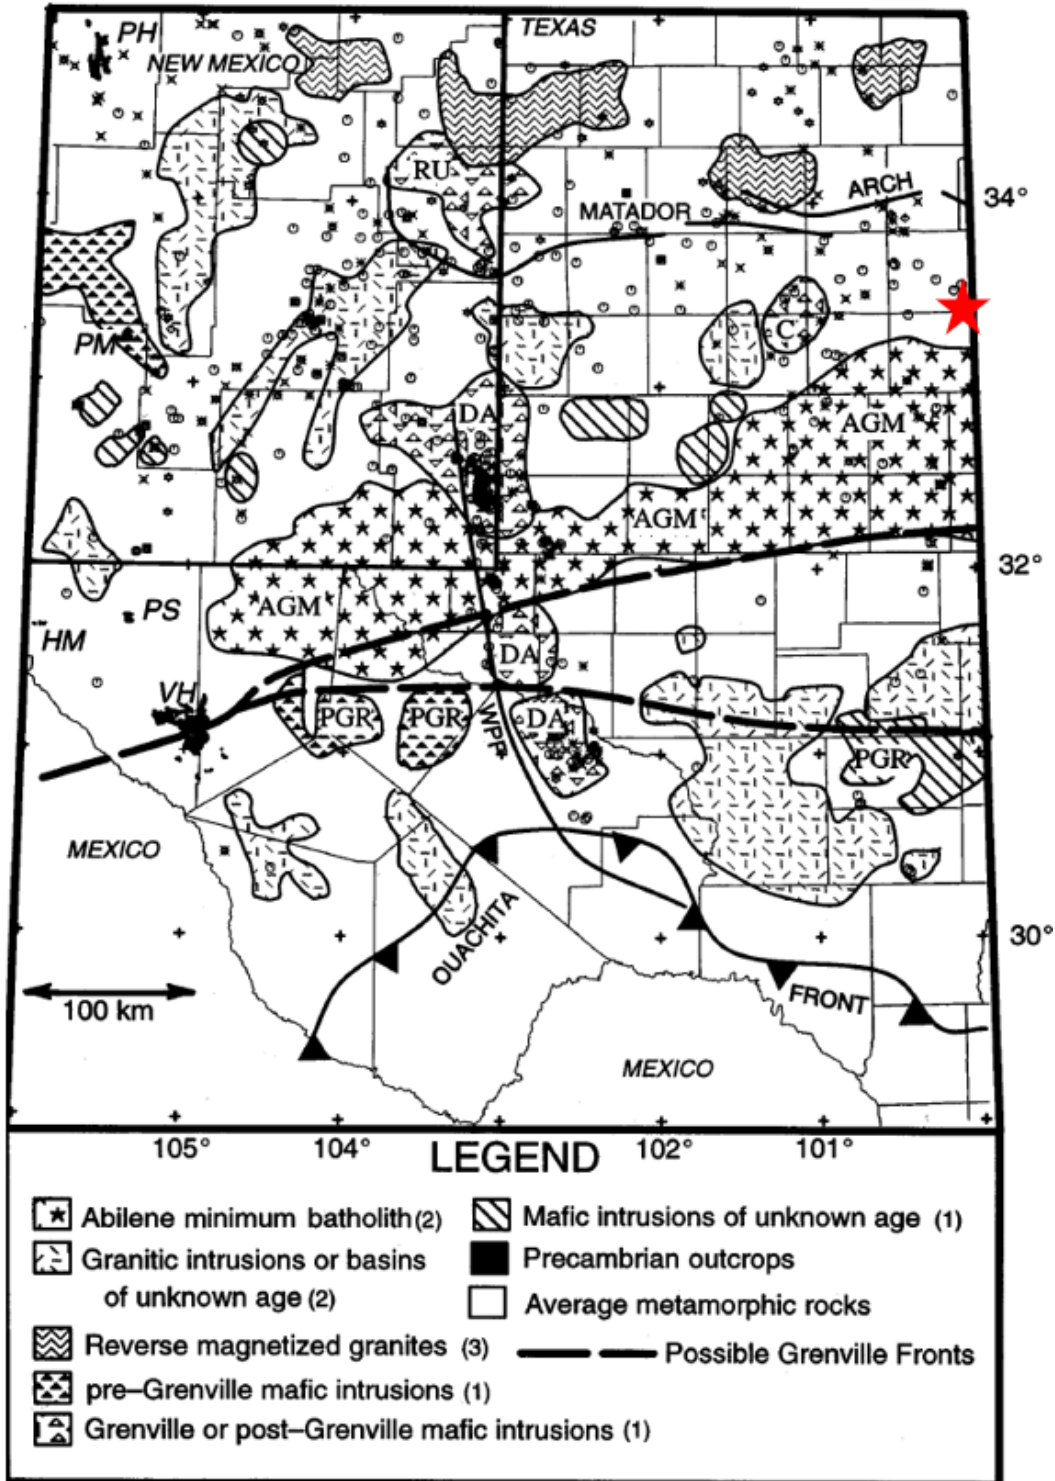 PH
NEW MEXICO
TEXAS
RU
MATADOR
ARCH
34°
C
PM
DA
AGM
AGM
32°
AGM
PS
HM
DA
VH
PGR
PGR
DA
PGR
MEXICO
OUACHITA
30°
100 km
FRONT
MEXICO
105°
104°
102°
101°
LEGEND
Abilene minimum batholith (2)
Granitic intrusions or basins
of unknown age (2)
Reverse magnetized granites (3)
pre–Grenville mafic intrusions (1)
Grenville or post–Grenville mafic intrusions (1)
Mafic intrusions of unknown age (1)
Precambrian outcrops
Average metamorphic rocks
Possible Grenville Fronts